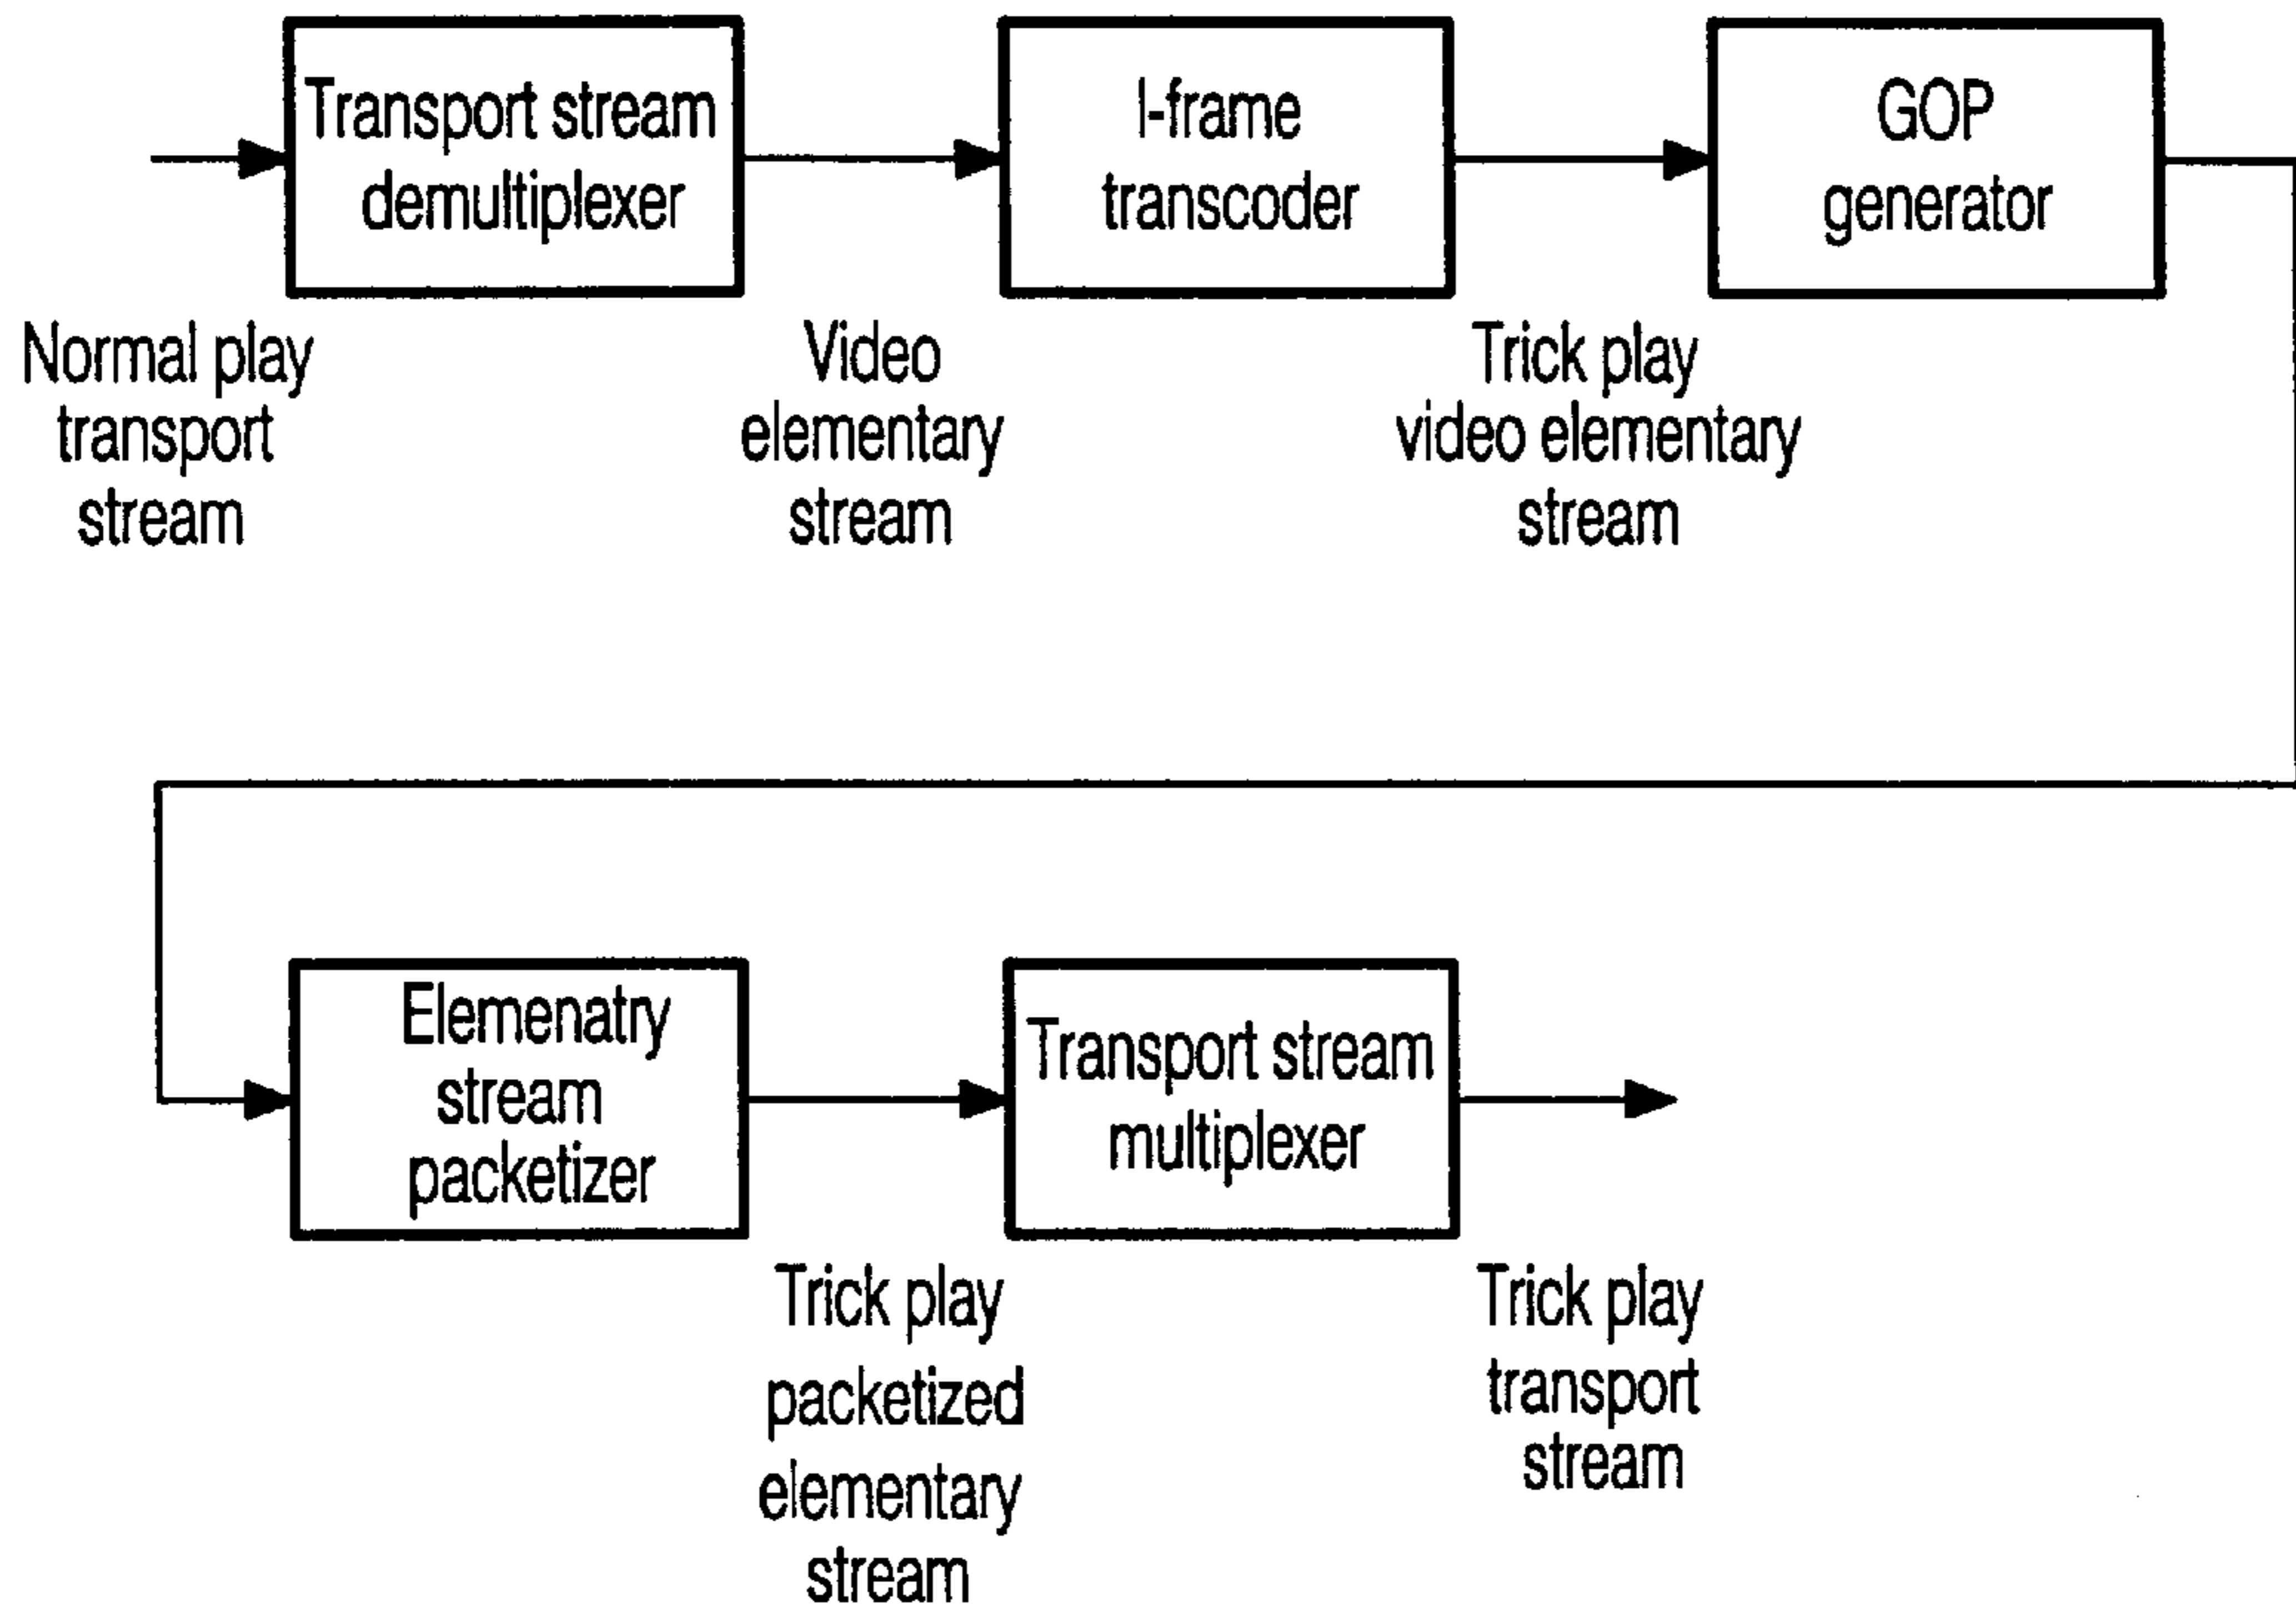 Transport stream
demultiplexer
I-frame
transcoder
GOP
generator
Normal play
transport
stream
Video
elementary
stream
Trick play
video elementary
stream
Elemenatry
stream
packetizer
Transport stream
multiplexer
Trick play
packetized
elementary
stream
Trick play
transport
stream